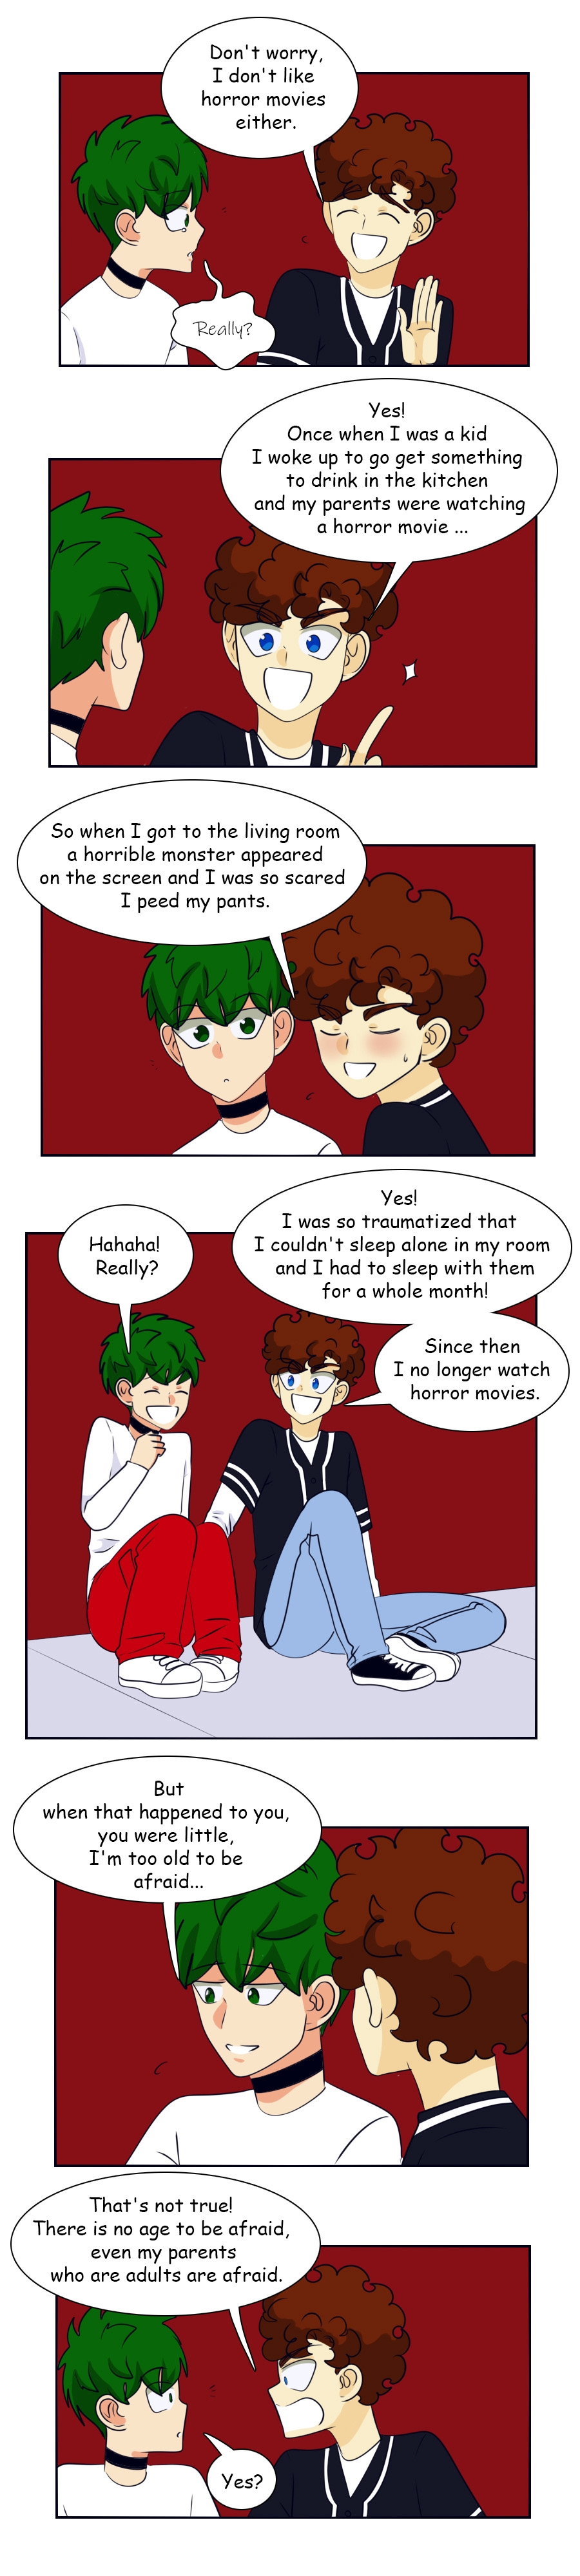 Don't worry,
I don't like
horror movies
either.
Really?
Yes!
Once when I was a kid
I woke up to go get something
to drink in the kitchen
and my parents were watching
a horror movie ...
So when I got to the living room
a horrible monster appeared
on the screen and I was so scared
I peed my pants.
Hahaha!
Really?
Yes!
I was so traumatized that
I couldn't sleep alone in my room
and I had to sleep with them
for a whole month!
Since then
I no longer watch
horror movies.
But
when that happened to you,
you were little,
I'm too old to be
afraid...
That's not true!
There is no age to be afraid,
even my parents
who are adults are afraid.
Yes?